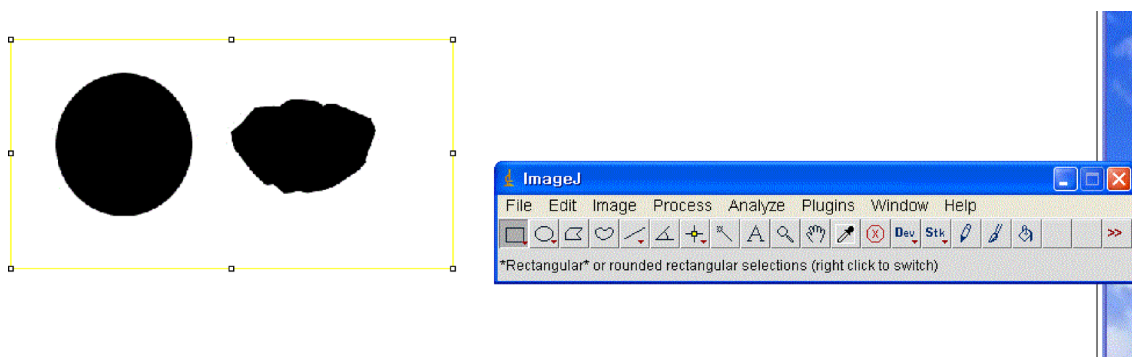 ImageJ
File Edit Image Process Analyze Plugins Window Help
A Dev Stk >>
*Rectangular* or rounded rectangular selections (right click to switch)